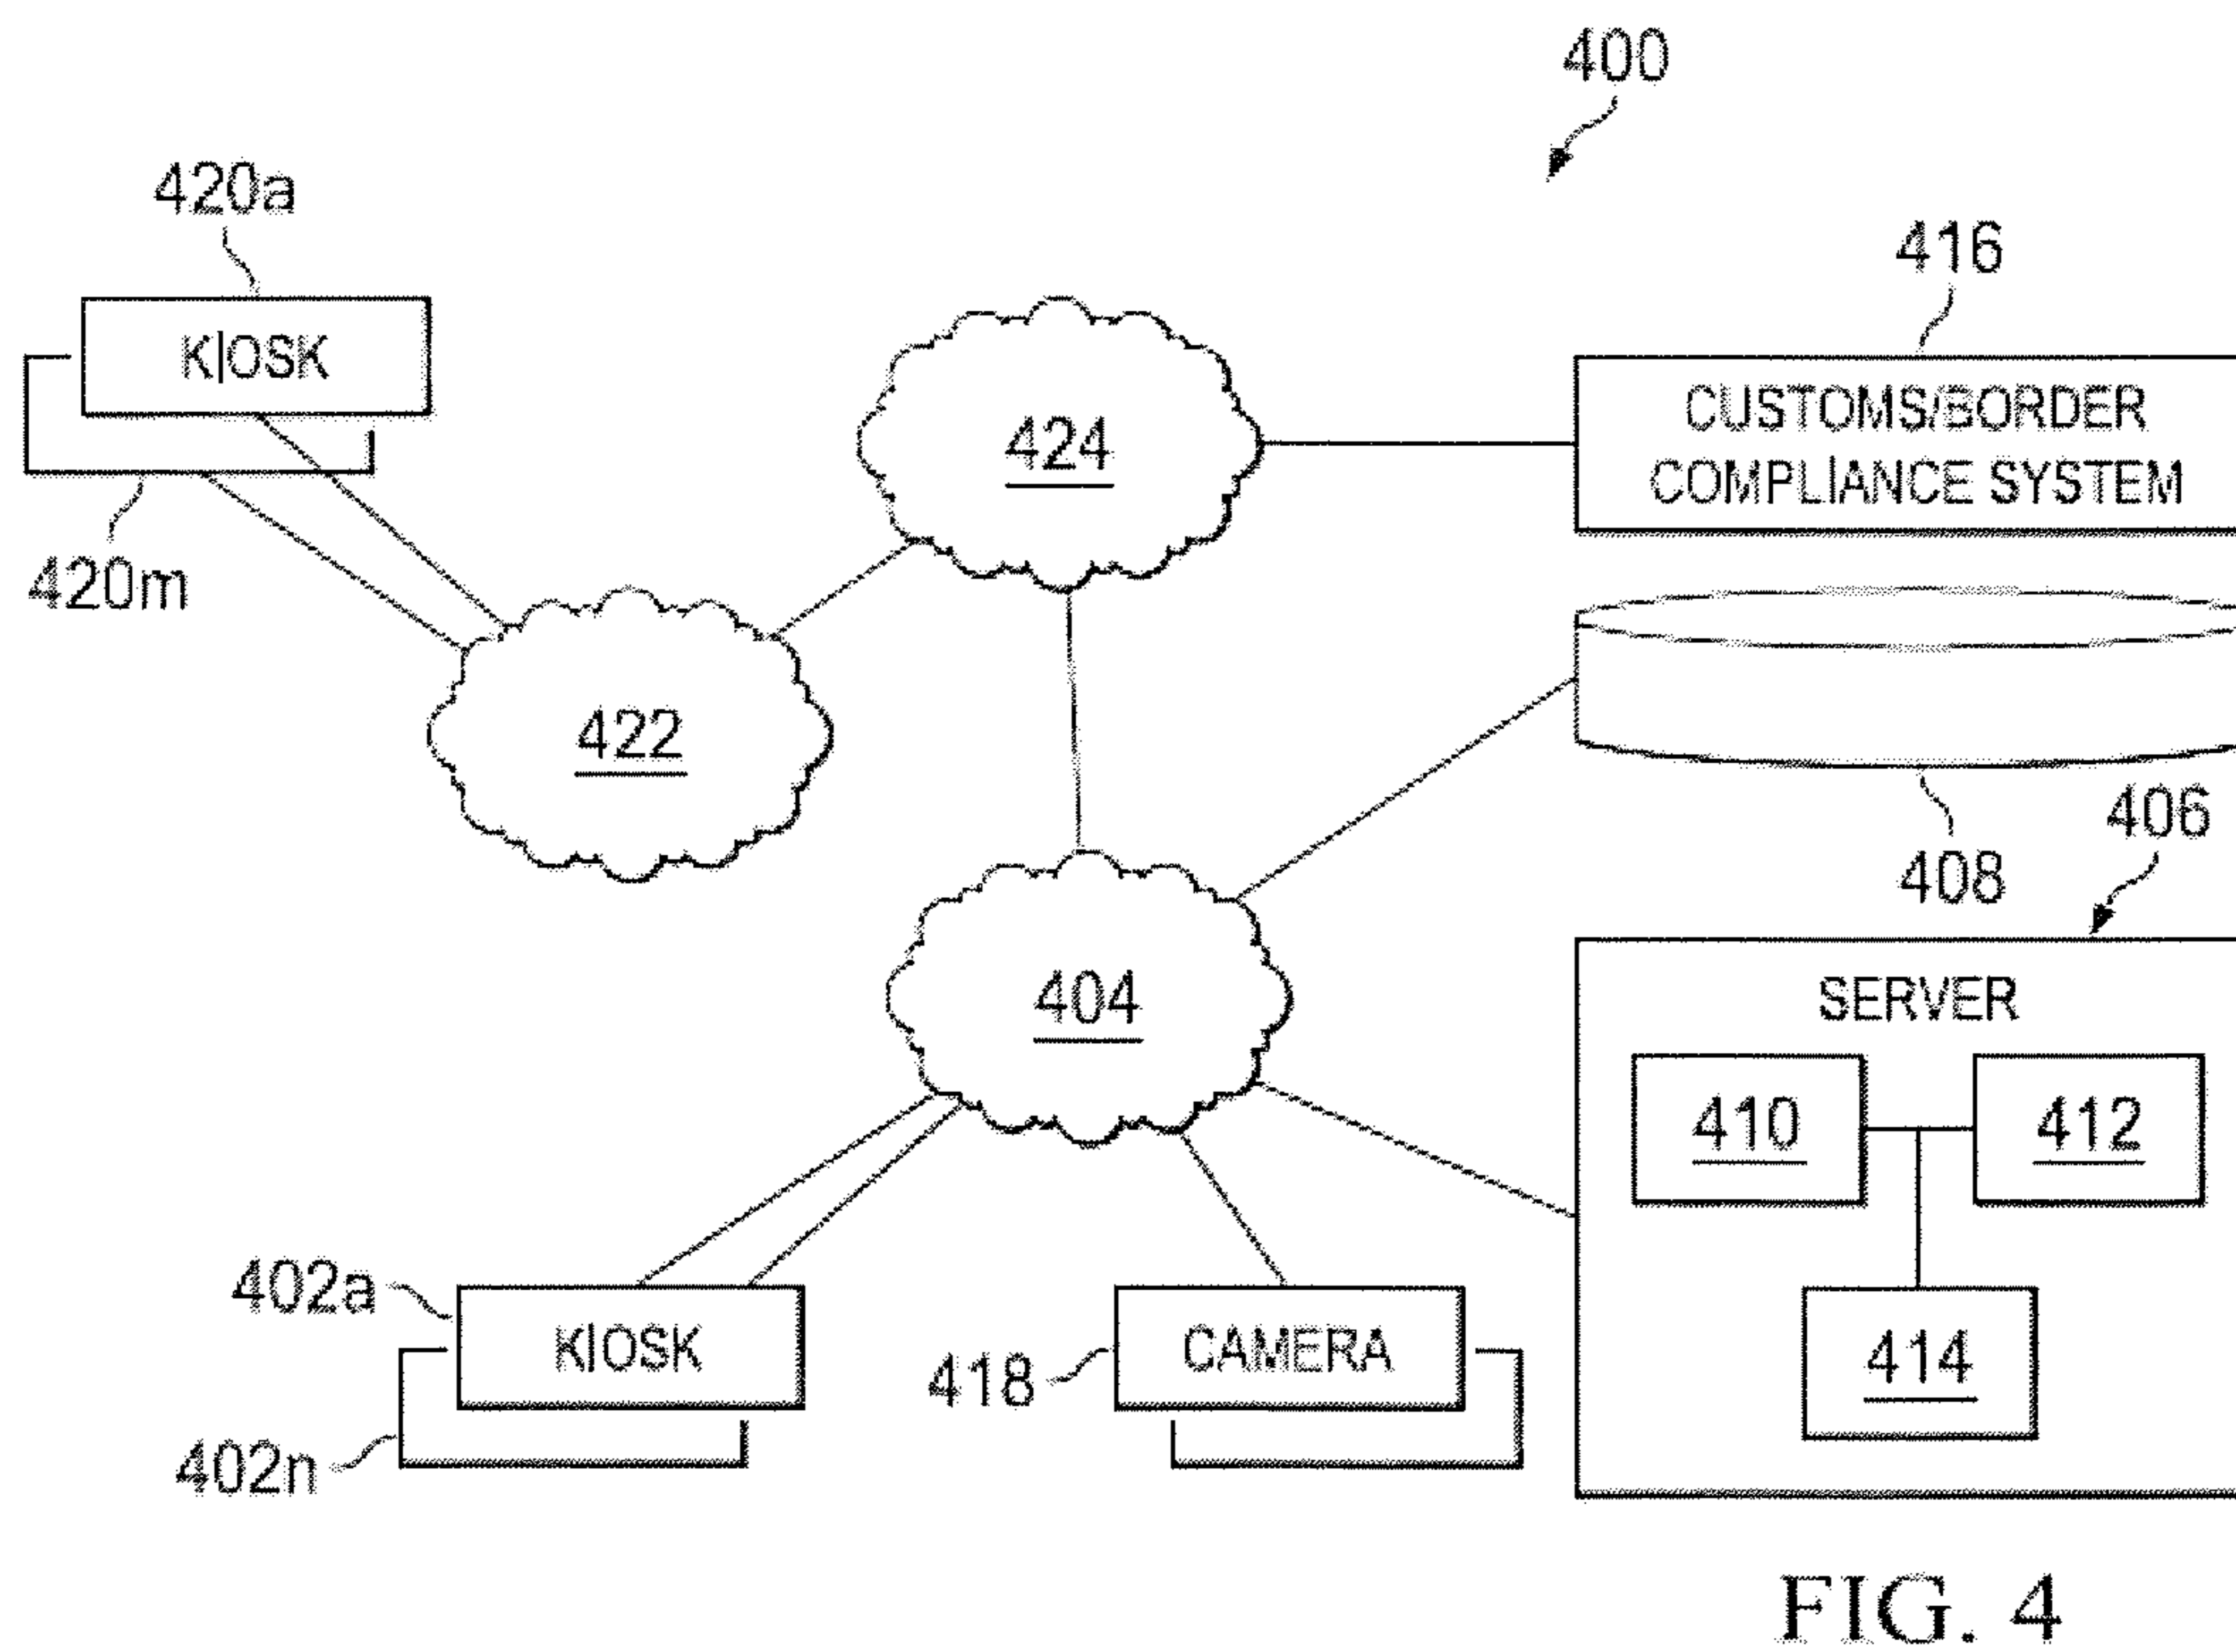 400
420a
416
KIOSK
424
CUSTOMS/BORDER
COMPLIANCE SYSTEM
420m
422
406
408
404
SERVER
410
412
402a
KIOSK
418
CAMERA
414
402n
FIG. 4